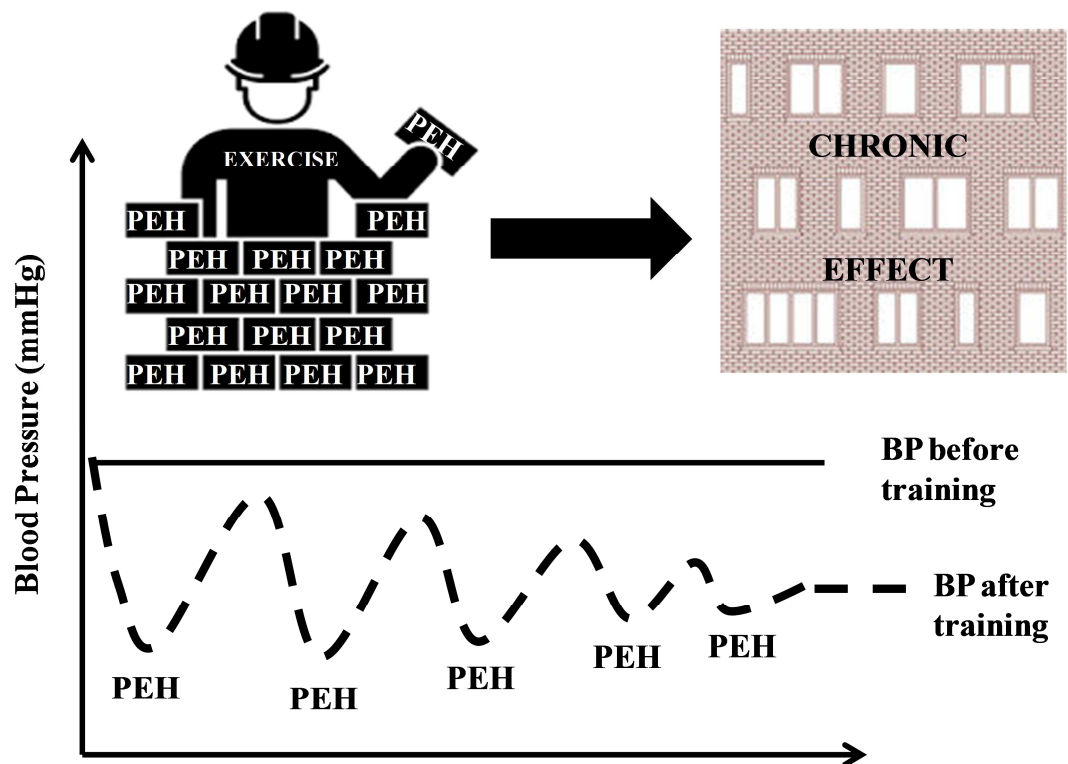 PEH
EXERCISE
PEH PEH
PEH PEH PEH
PEH PEH PEH PEH
PEH PEH PEH
PEH PEH PEH PEH
CHRONIC
EFFECT
Blood Pressure (mmHg)
BP before
training
BP after
training
PEH
PEH
PEH
PEH
PEH